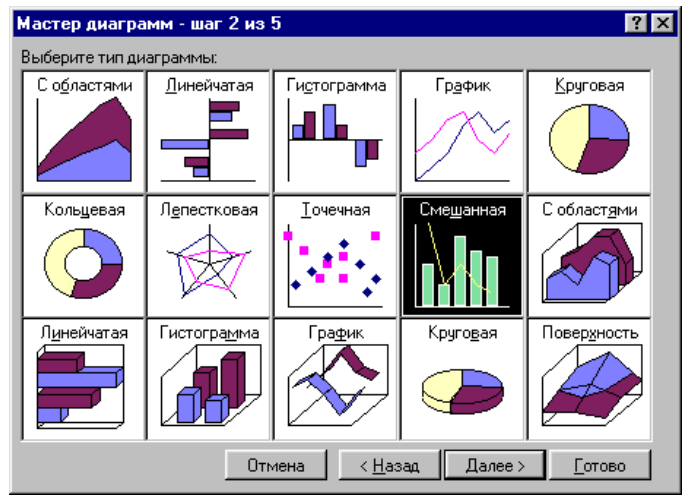 Мастер диаграмм - шаг 2 из 5
Выберите тип диаграммы:
С областями Линейчатая Гистограмма График Круговая
Кольцевая Лепестковая Точечная Смешанная С областями
Линейчатая Гистограмма График Круговая Поверхность
Отмена < Назад Далее > Готово